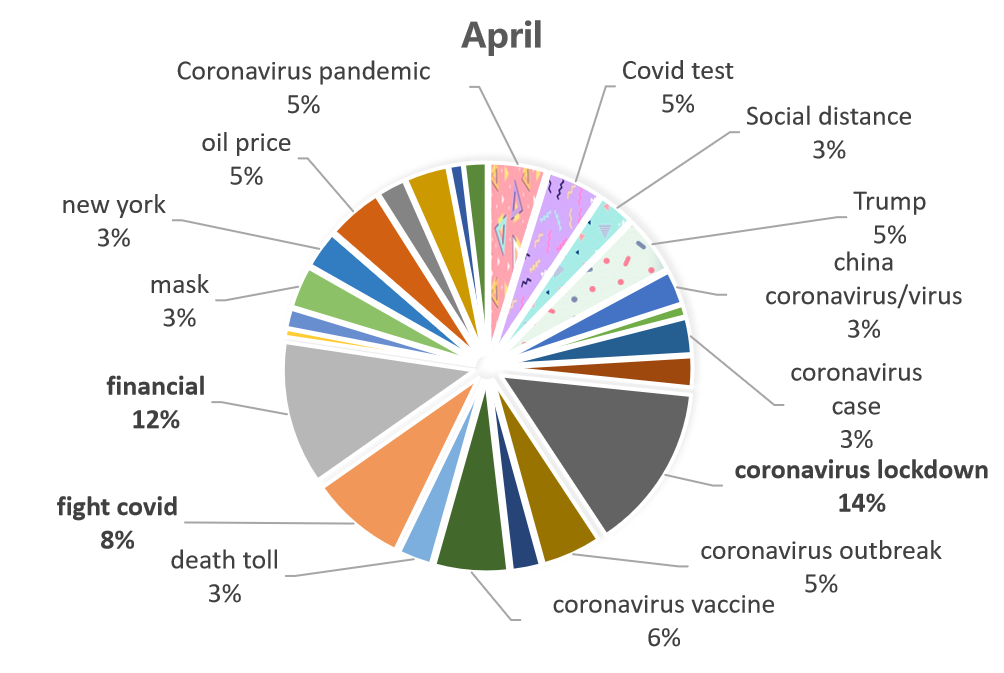 April
Coronavirus pandemic
5%
Covid test
5%
Social distance
3%
Trump
5%
china
coronavirus/virus
3%
coronavirus
case
3%
coronavirus lockdown
14%
coronavirus outbreak
5%
coronavirus vaccine
6%
death toll
3%
fight covid
8%
financial
12%
mask
3%
new york
3%
oil price
5%